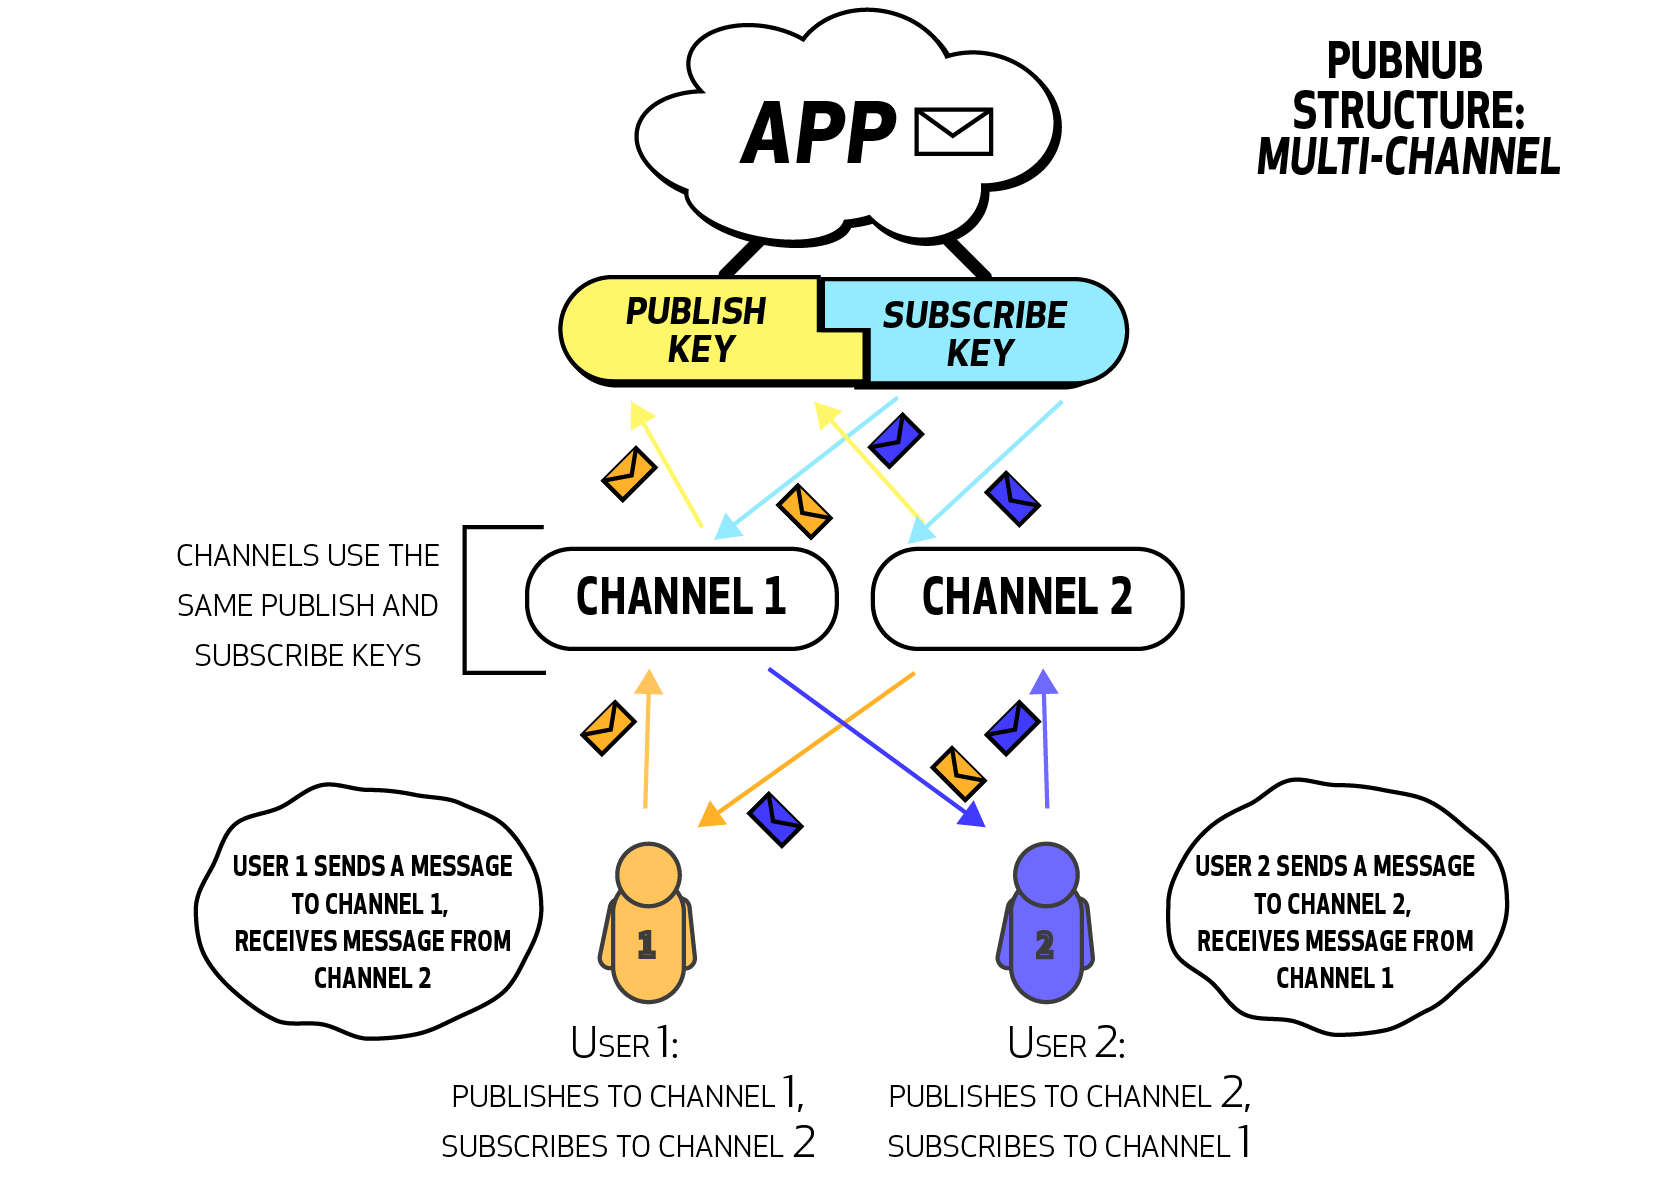 PUBNUB
STRUCTURE:
MULTI-CHANNEL
APP
PUBLISH
KEY
SUBSCRIBE
KEY
CHANNELS USE THE
SAME PUBLISH AND
SUBSCRIBE KEYS
CHANNEL 1
CHANNEL 2
USER 1 SENDS A MESSAGE
TO CHANNEL 1,
RECEIVES MESSAGE FROM
CHANNEL 2
1
2
USER 2 SENDS A MESSAGE
TO CHANNEL 2,
RECEIVES MESSAGE FROM
CHANNEL 1
USER 1:
PUBLISHES TO CHANNEL 1,
SUBSCRIBES TO CHANNEL 2
USER 2:
PUBLISHES TO CHANNEL 2,
SUBSCRIBES TO CHANNEL 1